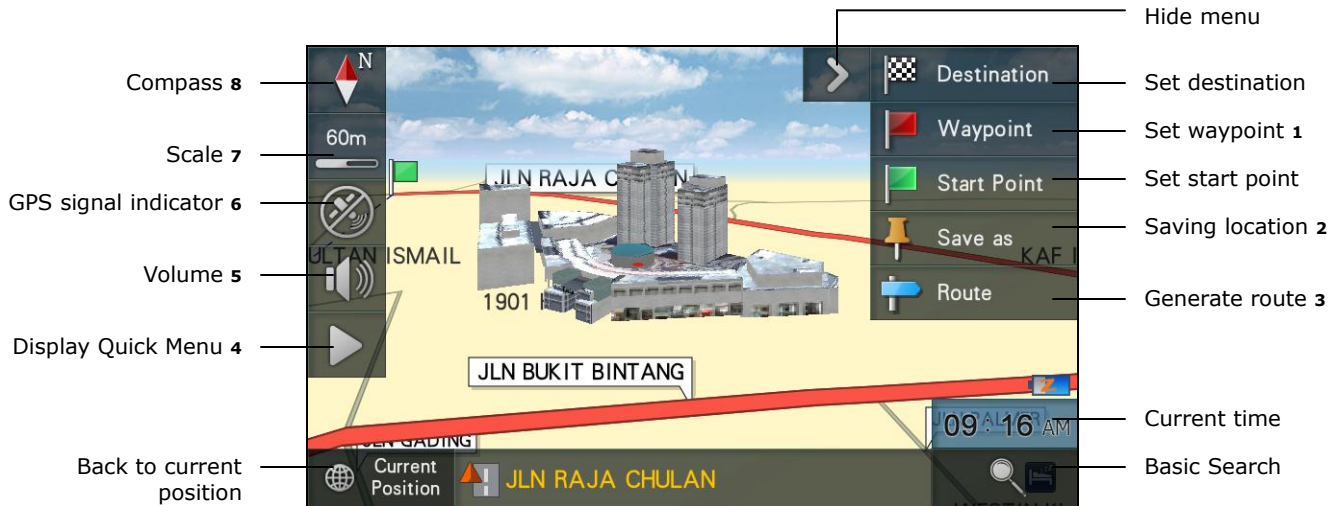 Hide menu
Compass 8
Scale 7
GPS signal indicator 6
Volume 5
Display Quick Menu 4
Back to current
position
N
60m
JLN RAJA C
ISMAIL
1901
JLN BUKIT BINTANG
JLN GADING
Current
Position
JLN RAJA CHULAN
Destination
Waypoint
Start Point
Save as
KAF
Route
09:16 AM
Set destination
Set waypoint 1
Set start point
Saving location 2
Generate route 3
Current time
Basic Search